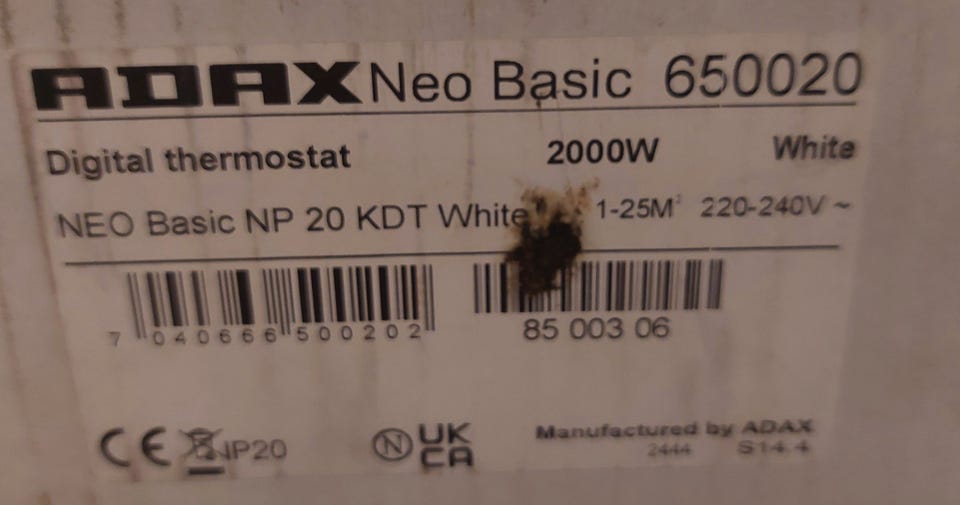 ADAX Neo Basic 650020
Digital thermostat 2000W White
NEO Basic NP 20 KDT White 1-25M² 220-240V ~
7 040666 500202
85 003 06
CE IP20 N UK CA
Manufactured by ADAX
2444 S14.4